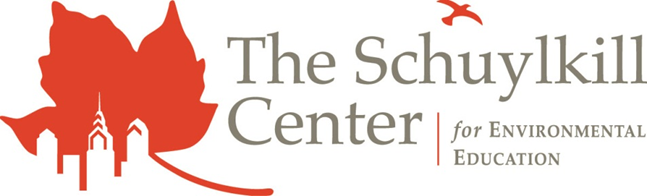 The Schuylkill
Center
for ENVIRONMENTAL
EDUCATION